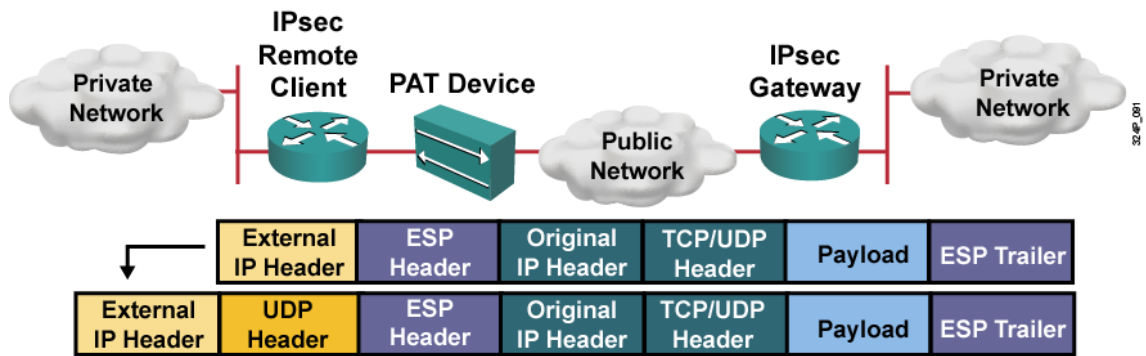 IPsec
Remote
Client
Private
Network
PAT Device
IPsec
Gateway
Private
Network
Public
Network
324P_091
External
IP Header
ESP
Header
Original
IP Header
TCP/UDP
Header
Payload
ESP Trailer
External
IP Header
UDP
Header
ESP
Header
Original
IP Header
TCP/UDP
Header
Payload
ESP Trailer